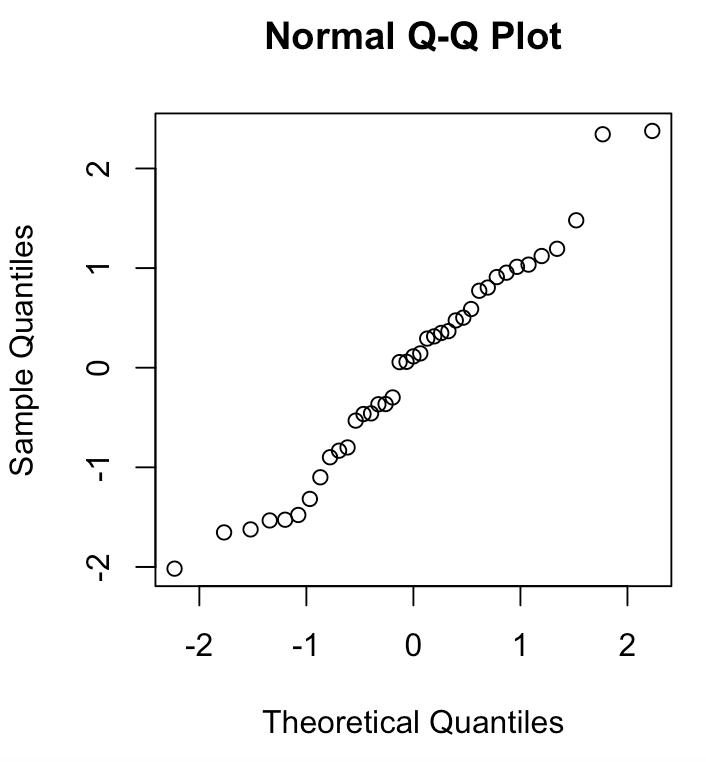 Normal Q-Q Plot
2
1
0
-1
-2
Sample Quantiles
-2 -1 0 1 2
Theoretical Quantiles